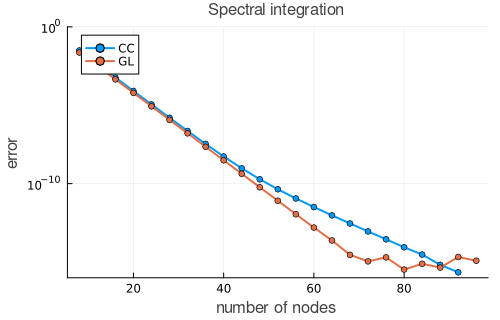 Spectral integration
10⁰
CC
GL
error
10⁻¹⁰
20 40 60 80
number of nodes